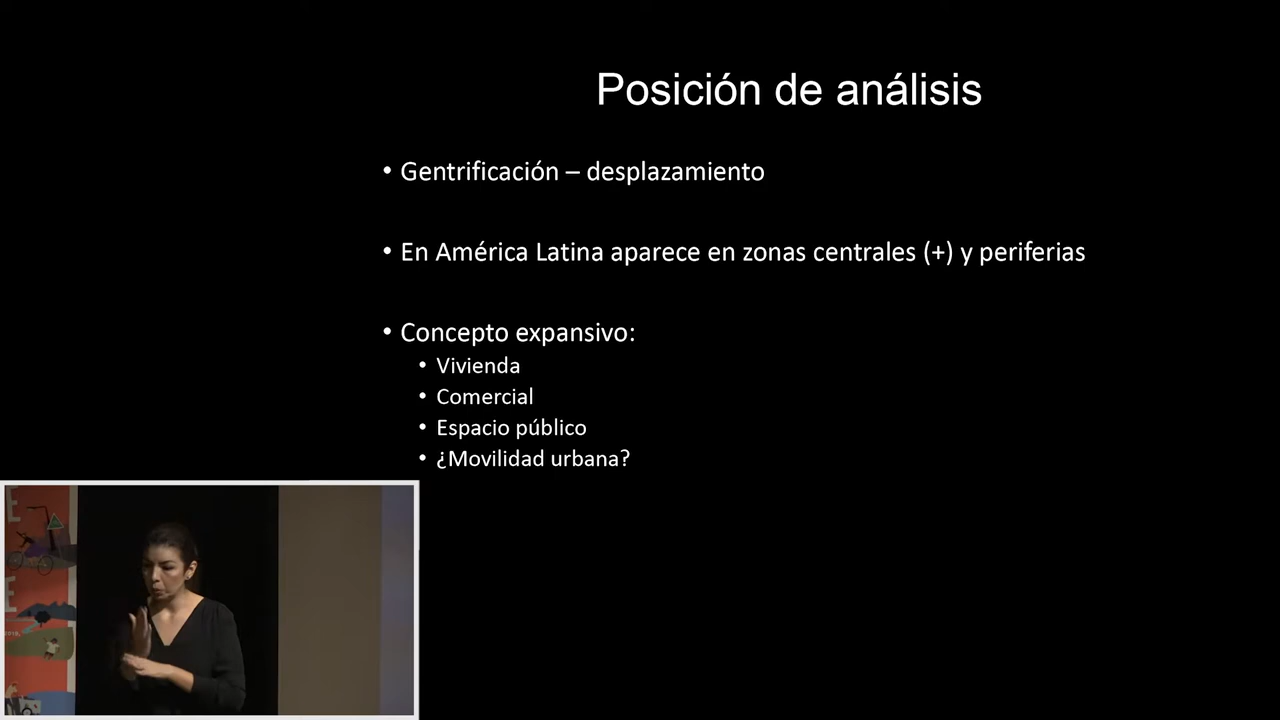 Posición de análisis
• Gentrificación – desplazamiento
• En América Latina aparece en zonas centrales (+) y periferias
• Concepto expansivo:
• Vivienda
• Comercial
• Espacio público
• ¿Movilidad urbana?
E
E